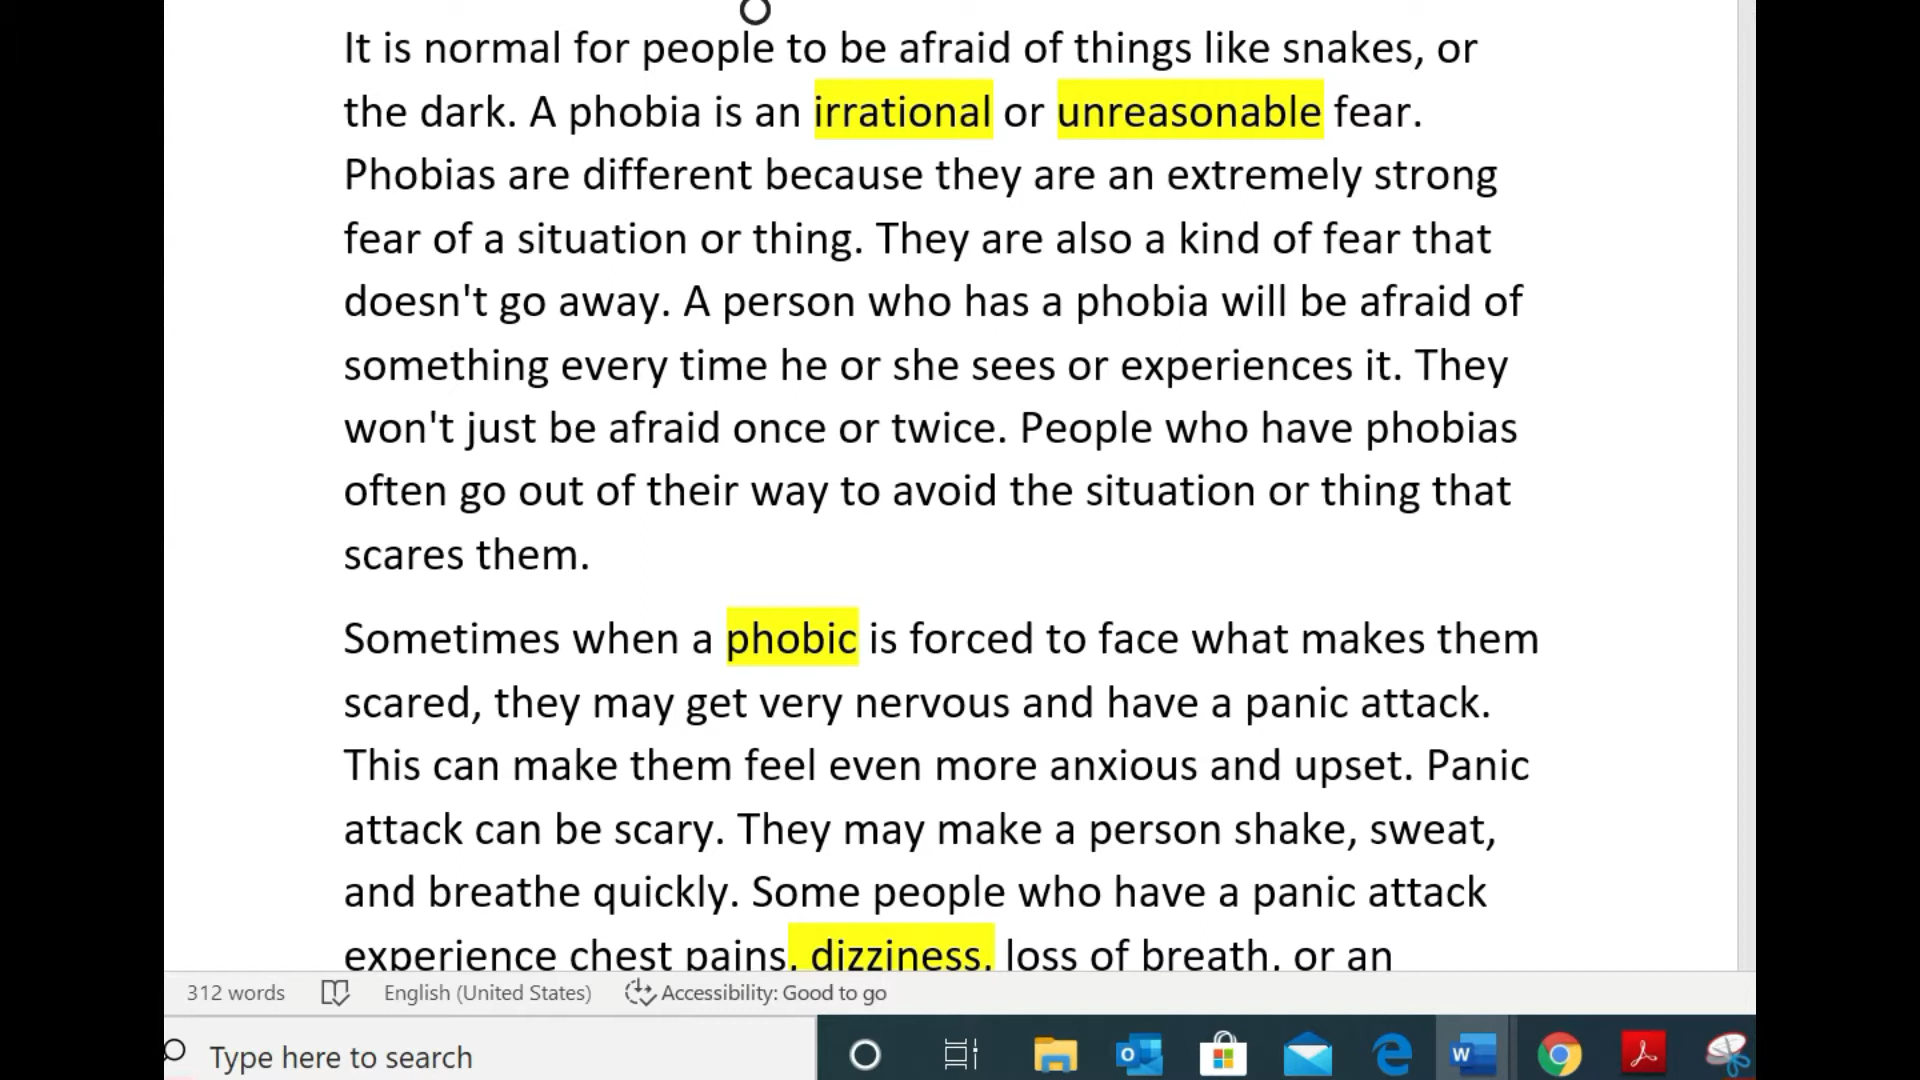 It is normal for people to be afraid of things like snakes, or
the dark. A phobia is an irrational or unreasonable fear.
Phobias are different because they are an extremely strong
fear of a situation or thing. They are also a kind of fear that
doesn't go away. A person who has a phobia will be afraid of
something every time he or she sees or experiences it. They
won't just be afraid once or twice. People who have phobias
often go out of their way to avoid the situation or thing that
scares them.
Sometimes when a phobic is forced to face what makes them
scared, they may get very nervous and have a panic attack.
This can make them feel even more anxious and upset. Panic
attack can be scary. They may make a person shake, sweat,
and breathe quickly. Some people who have a panic attack
experience chest pains, dizziness, loss of breath, or an
312 words English (United States) Accessibility: Good to go
Type here to search